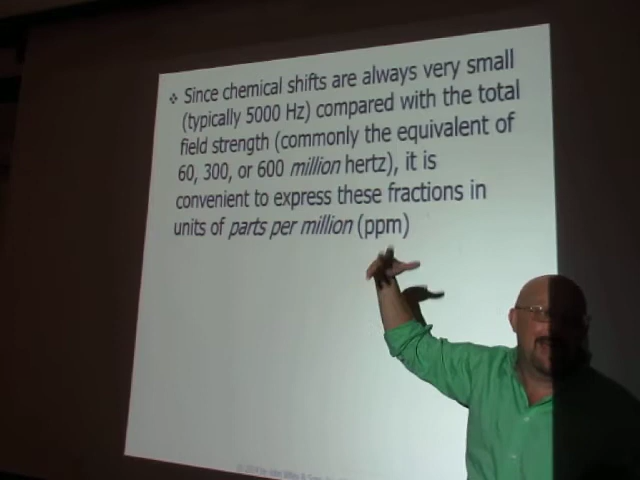 ❖ Since chemical shifts are always very small
(typically 5000 Hz) compared with the total
field strength (commonly the equivalent of
60, 300, or 600 million hertz), it is
convenient to express these fractions in
units of parts per million (ppm)